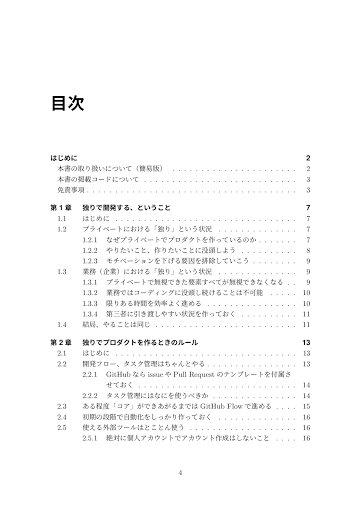 目次
はじめに 2
本書の取り扱いについて（簡易版） . . . . . . . . . . . . . . . . . . . 2
本書の掲載コードについて . . . . . . . . . . . . . . . . . . . . . . . 3
免責事項 . . . . . . . . . . . . . . . . . . . . . . . . . . . . . . . . 3
第 1 章 独りで開発する、ということ 7
1.1 はじめに . . . . . . . . . . . . . . . . . . . . . . . . . . . . 7
1.2 プライベートにおける「独り」という状況 . . . . . . . . . . . . 7
1.2.1 なぜプライベートでプロダクトを作っているのか . . . . . . 7
1.2.2 やりたいこと、作りたいことに没頭しよう . . . . . . . . . 8
1.2.3 モチベーションを下げる要因を排除していこう . . . . . . . 9
1.3 業務（企業）における「独り」という状況 . . . . . . . . . . . . 9
1.3.1 プライベートで無視できた要素すべてが無視できなくなる . . 9
1.3.2 業務ではコーディングに没頭し続けることは不可能 . . . . . 10
1.3.3 限りある時間を効率よく進める . . . . . . . . . . . . . . 10
1.3.4 第三者に引き渡しやすい状況を作っておく . . . . . . . . . 11
1.4 結局、やることは同じ . . . . . . . . . . . . . . . . . . . . . 11
第 2 章 独りでプロダクトを作るときのルール 13
2.1 はじめに . . . . . . . . . . . . . . . . . . . . . . . . . . . . 13
2.2 開発フロー、タスク管理はちゃんとやる . . . . . . . . . . . . . 13
2.2.1 GitHub なら issue や Pull Request のテンプレートを付属さ
せておく . . . . . . . . . . . . . . . . . . . . . . . . 14
2.2.2 タスク管理にはなにを使うべきか . . . . . . . . . . . . . 14
2.3 ある程度「コア」ができあがるまでは GitHub Flow で進める . . . . 15
2.4 初期の段階で自動化をしっかり作っておく . . . . . . . . . . . . 16
2.5 使える外部ツールはとことん使う . . . . . . . . . . . . . . . . 16
2.5.1 絶対に個人アカウントでアカウント作成はしないこと . . . . 16
4